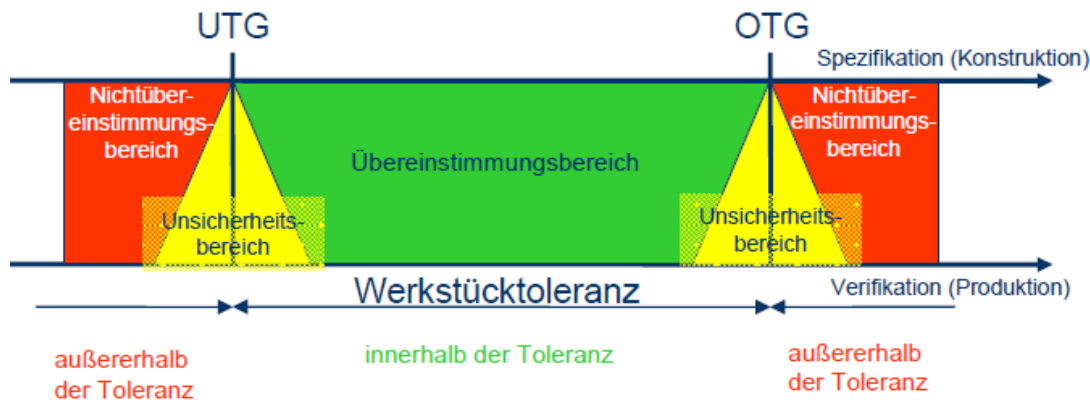 UTG
OTG
Spezifikation (Konstruktion)
Nichtüber-
einstimmungs-
bereich
Übereinstimmungsbereich
Nichtüber-
einstimmungs-
bereich
Unsicherheits-
bereich
Unsicherheits-
bereich
Werkstücktoleranz
Verifikation (Produktion)
außererhalb
der Toleranz
innerhalb der Toleranz
außererhalb
der Toleranz